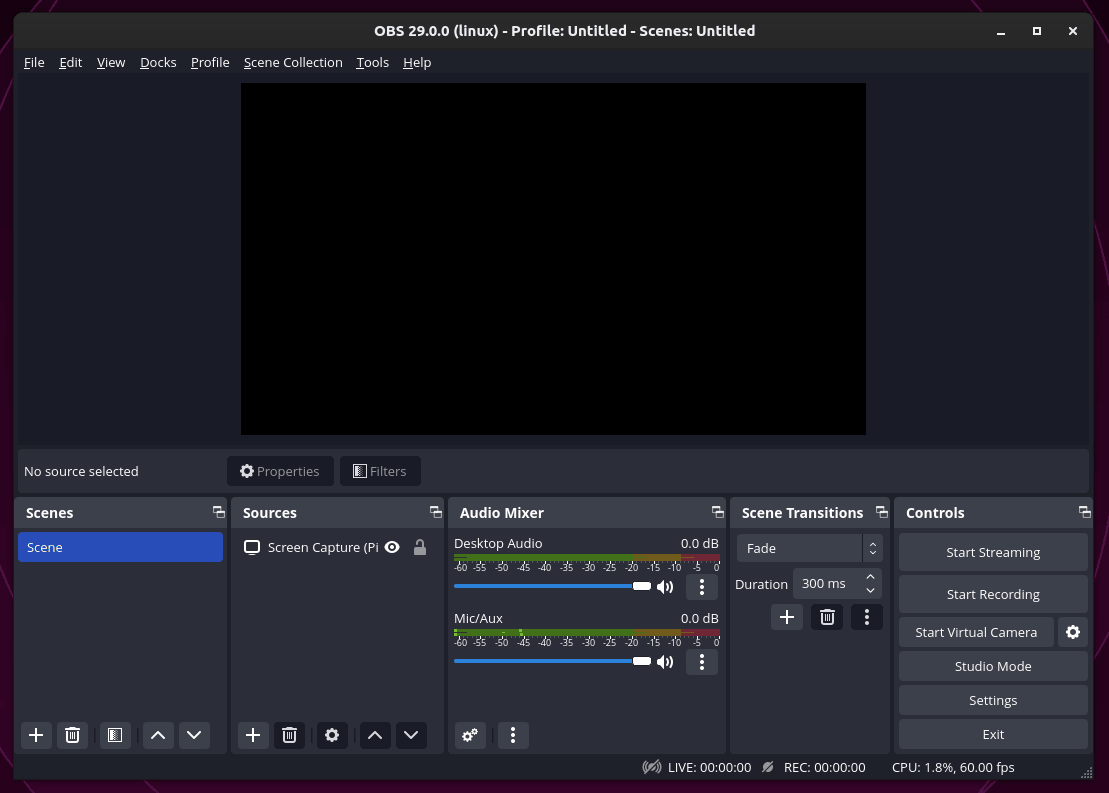 OBS 29.0.0 (linux) - Profile: Untitled - Scenes: Untitled
File Edit View Docks Profile Scene Collection Tools Help
No source selected
Properties
Filters
Scenes
Scene
Sources
Screen Capture (Pi
Audio Mixer
Desktop Audio 0.0 dB
-60 -55 -50 -45 -40 -35 -30 -25 -20 -15 -10 -5 0
Mic/Aux 0.0 dB
-60 -55 -50 -45 -40 -35 -30 -25 -20 -15 -10 -5 0
Scene Transitions
Fade
Duration 300 ms
Controls
Start Streaming
Start Recording
Start Virtual Camera
Studio Mode
Settings
Exit
LIVE: 00:00:00 REC: 00:00:00 CPU: 1.8%, 60.00 fps